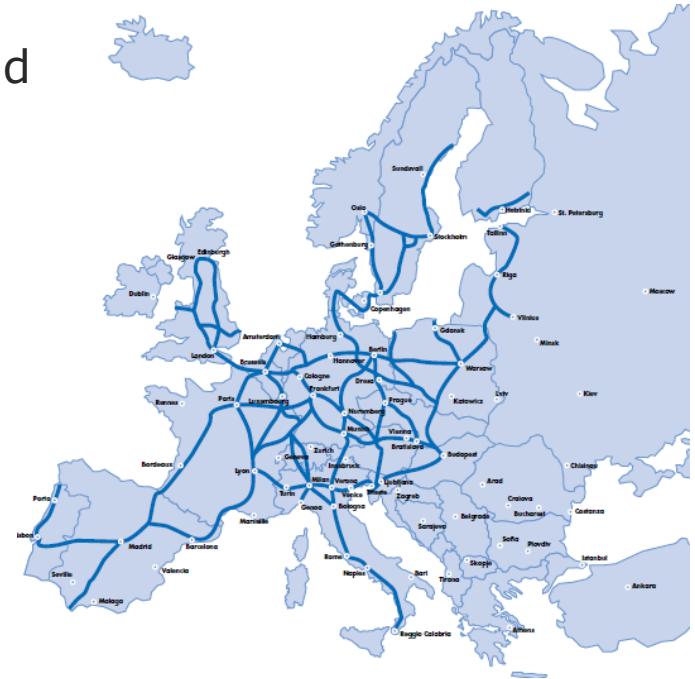 d
Sundsvall
Oslo
Helsinki
St. Petersburg
Tallinn
Stockholm
Gothenburg
Edinburgh
Glasgow
Riga
Dublin
Moscow
Copenhagen
Vilnius
Gdansk
Minsk
Amsterdam
Hamburg
Berlin
London
Hannover
Brussels
Warsaw
Cologne
Dresd
Frankfurt
Luxembourg
Prague
Katowicz
Lviv
Kiev
Rennes
Paris
Nuremberg
Munich
Vienna
Bratislava
Zurich
Geneva
Innsbruck
Budapest
Bordeaux
Lyon
Chisinau
Milan
Verona
Ljubljana
Arad
Turin
Venice
Trieste
Zagreb
Porto
Genoa
Bologna
Craiova
Bucharest
Constanza
Marseille
Belgrade
Sarajevo
Lisbon
Madrid
Barcelona
Sofia
Plovdiv
Rome
Istanbul
Skopje
Valencia
Naples
Bari
Tirana
Seville
Ankara
Malaga
Reggio Calabria
Athens